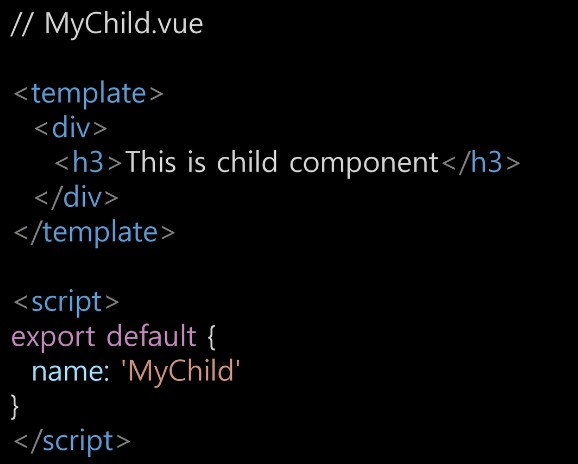 // MyChild.vue
<template>
<div>
<h3>This is child component</h3>
</div>
</template>
<script>
export default {
name: 'MyChild'
}
</script>